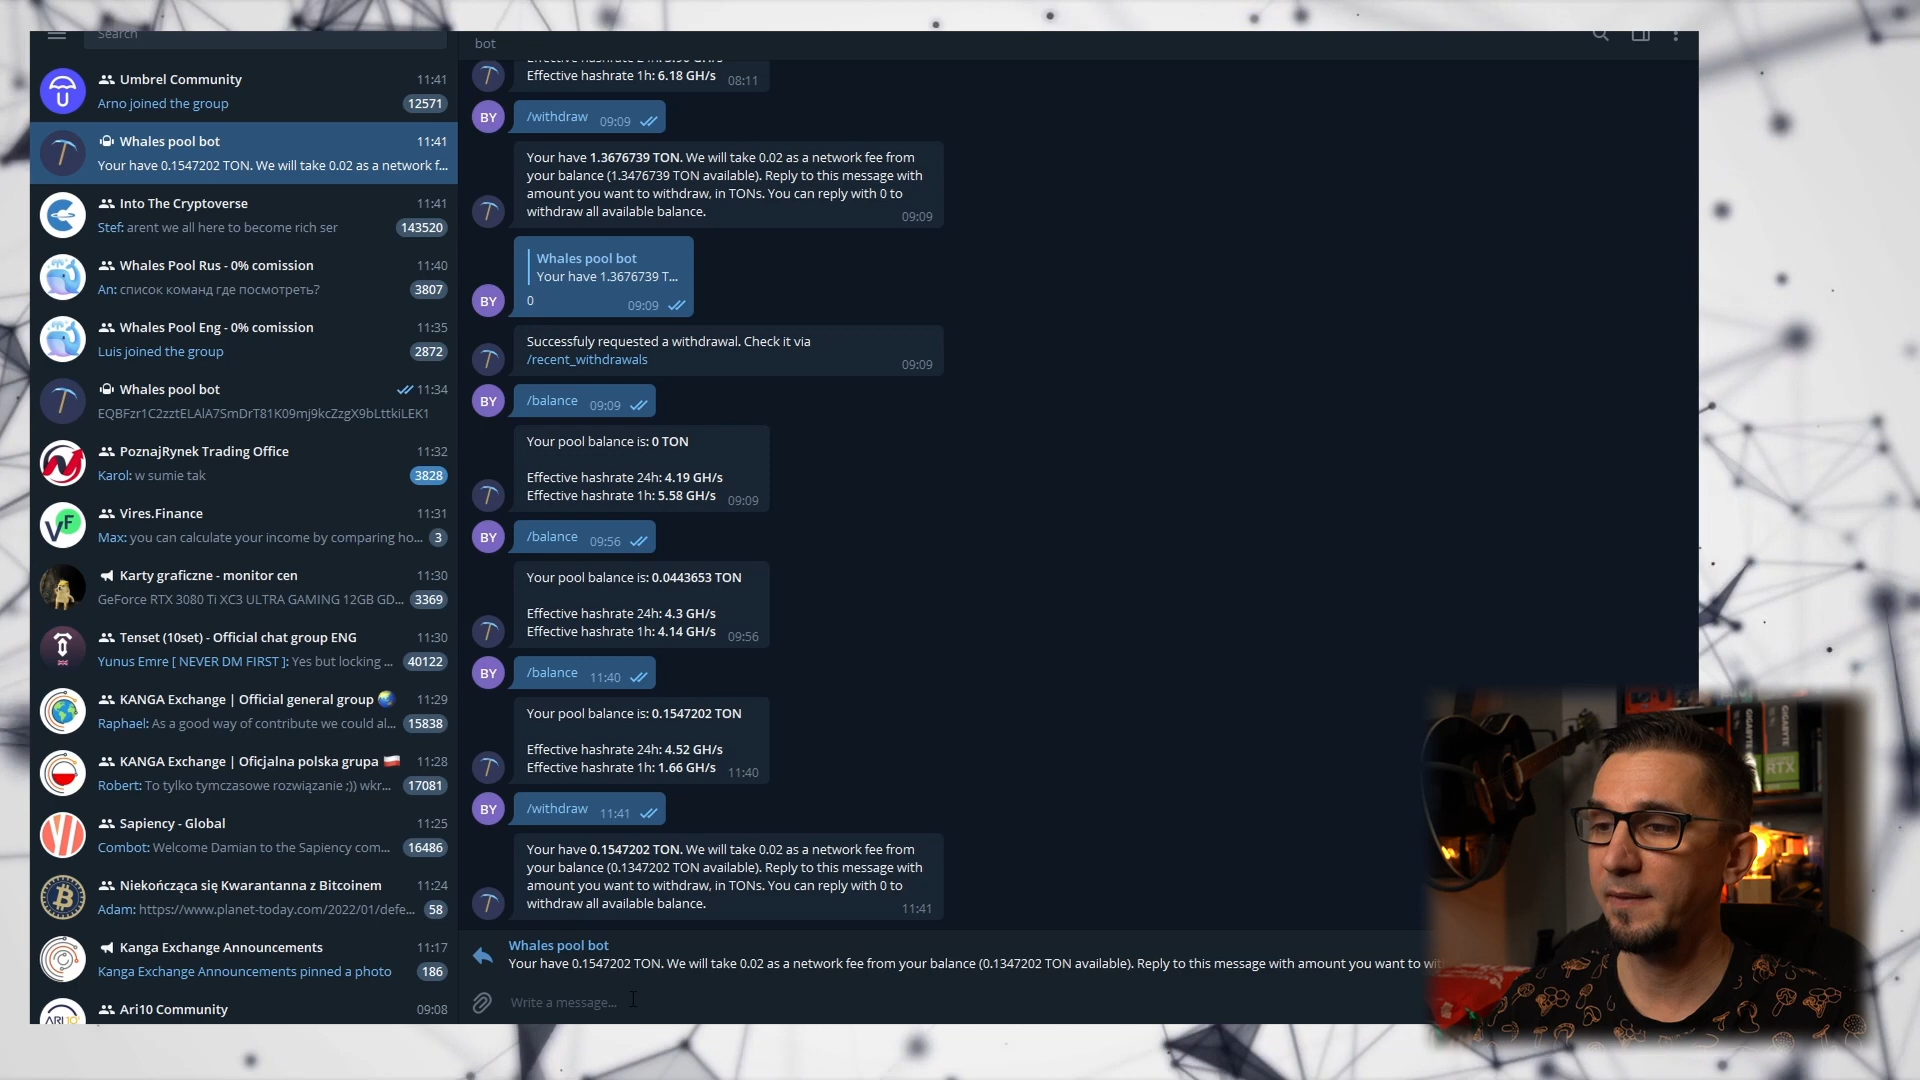 Search
Umbrel Community 11:41
Arno joined the group 12571
Whales pool bot 11:41
Your have 0.1547202 TON. We will take 0.02 as a network f...
Into The Cryptoverse 11:41
Stef: arent we all here to become rich ser 143520
Whales Pool Rus - 0% comission 11:40
An: список команд где посмотреть? 3807
Whales Pool Eng - 0% comission 11:35
Luis joined the group 2872
Whales pool bot 11:34
EQBFzr1C2zztELAlA7SmDrT81K09mj9kcZzgX9bLttkiLEK1
PoznajRynek Trading Office 11:32
Karol: w sumie tak 3828
Vires.Finance 11:31
Max: you can calculate your income by comparing ho... 3
Karty graficzne - monitor cen 11:30
GeForce RTX 3080 Ti XC3 ULTRA GAMING 12GB GD... 3369
Tenset (10set) - Official chat group ENG 11:30
Yunus Emre [ NEVER DM FIRST ]: Yes but locking ... 40122
KANGA Exchange | Official general group 11:29
Raphael: As a good way of contribute we could al... 15838
KANGA Exchange | Oficjalna polska grupa 11:28
Robert: To tylko tymczasowe rozwiązanie ;)) wkr... 17081
Sapiency - Global 11:25
Combot: Welcome Damian to the Sapiency com... 16486
Niekończąca się Kwarantanna z Bitcoinem 11:24
Adam: https://www.planet-today.com/2022/01/defe... 58
Kanga Exchange Announcements 11:17
Kanga Exchange Announcements pinned a photo 186
Ari10 Community 09:08
bot
Effective hashrate 1h: 6.18 GH/s 08:11
BY /withdraw 09:09
Your have 1.3676739 TON. We will take 0.02 as a network fee from
your balance (1.3476739 TON available). Reply to this message with
amount you want to withdraw, in TONs. You can reply with 0 to
withdraw all available balance. 09:09
Whales pool bot
Your have 1.3676739 T...
BY 0 09:09
Successfuly requested a withdrawal. Check it via
/recent_withdrawals 09:09
BY /balance 09:09
Your pool balance is: 0 TON
Effective hashrate 24h: 4.19 GH/s
Effective hashrate 1h: 5.58 GH/s 09:09
BY /balance 09:56
Your pool balance is: 0.0443653 TON
Effective hashrate 24h: 4.3 GH/s
Effective hashrate 1h: 4.14 GH/s 09:56
BY /balance 11:40
Your pool balance is: 0.1547202 TON
Effective hashrate 24h: 4.52 GH/s
Effective hashrate 1h: 1.66 GH/s 11:40
BY /withdraw 11:41
Your have 0.1547202 TON. We will take 0.02 as a network fee from
your balance (0.1347202 TON available). Reply to this message with
amount you want to withdraw, in TONs. You can reply with 0 to
withdraw all available balance. 11:41
Whales pool bot
Your have 0.1547202 TON. We will take 0.02 as a network fee from your balance (0.1347202 TON available). Reply to this message with amount you want to
Write a message...
GIGABYTE
GIGABYTE
RTX